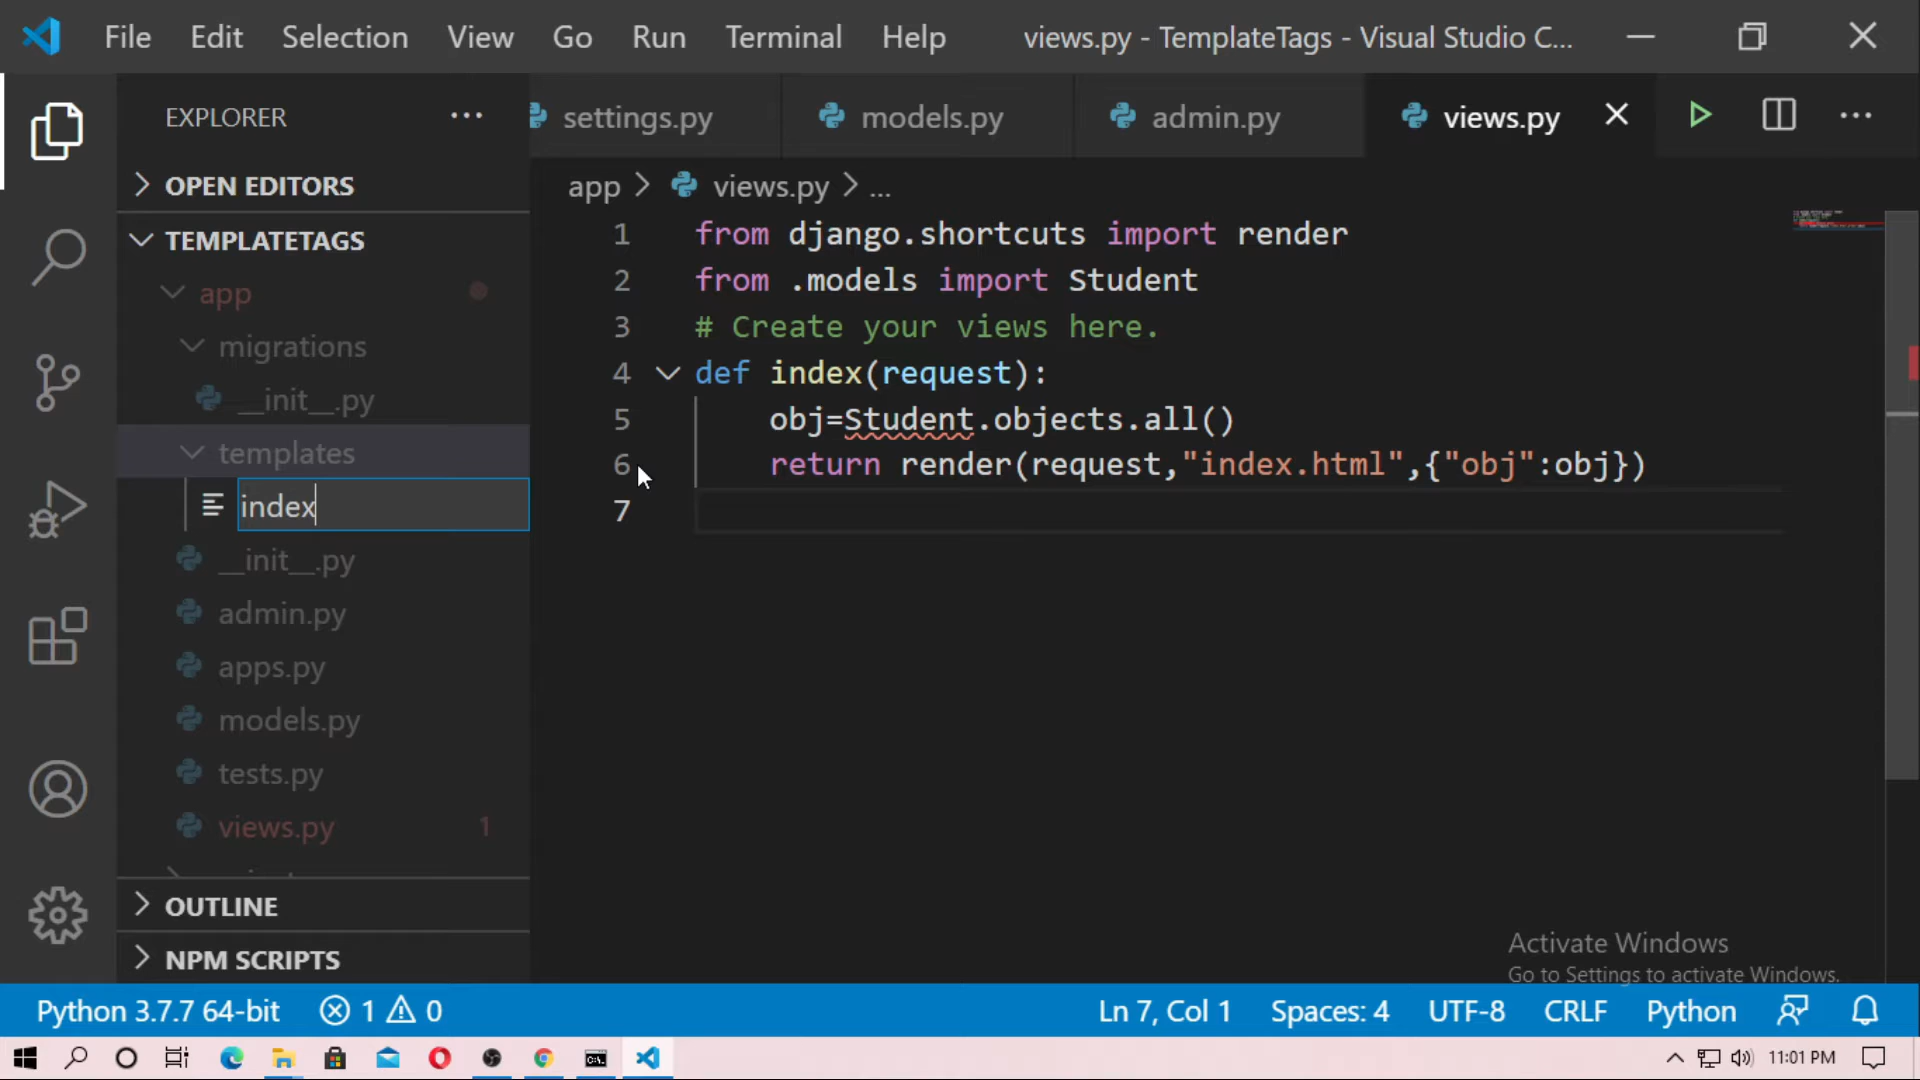 File Edit Selection View Go Run Terminal Help views.py - TemplateTags - Visual Studio C...
EXPLORER
settings.py models.py admin.py views.py
OPEN EDITORS
app > views.py > ...
TEMPLATETAGS
app
migrations
__init__.py
templates
index
__init__.py
admin.py
apps.py
models.py
tests.py
views.py 1
OUTLINE
NPM SCRIPTS
1 from django.shortcuts import render
2 from .models import Student
3 # Create your views here.
4 def index(request):
5 obj=Student.objects.all()
6 return render(request,"index.html",{"obj":obj})
7
Activate Windows
Go to Settings to activate Windows.
Python 3.7.7 64-bit 1 0 Ln 7, Col 1 Spaces: 4 UTF-8 CRLF Python
11:01 PM